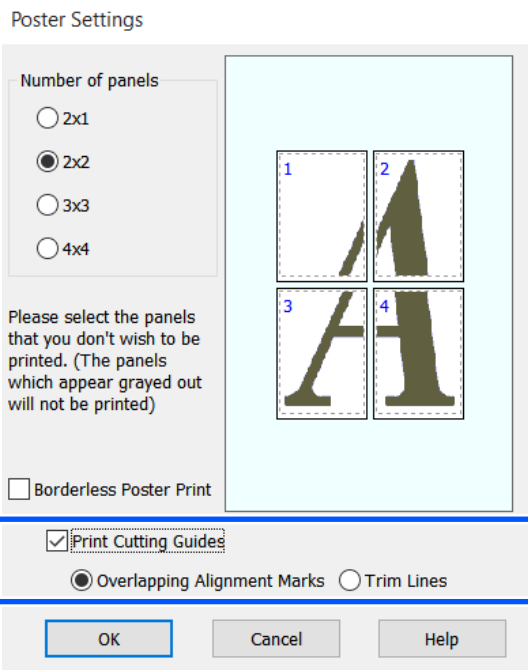 Poster Settings
Number of panels
2x1
2x2
3x3
4x4
1
2
3
4
Please select the panels
that you don't wish to be
printed. (The panels
which appear grayed out
will not be printed)
Borderless Poster Print
Print Cutting Guides
Overlapping Alignment Marks Trim Lines
OK Cancel Help